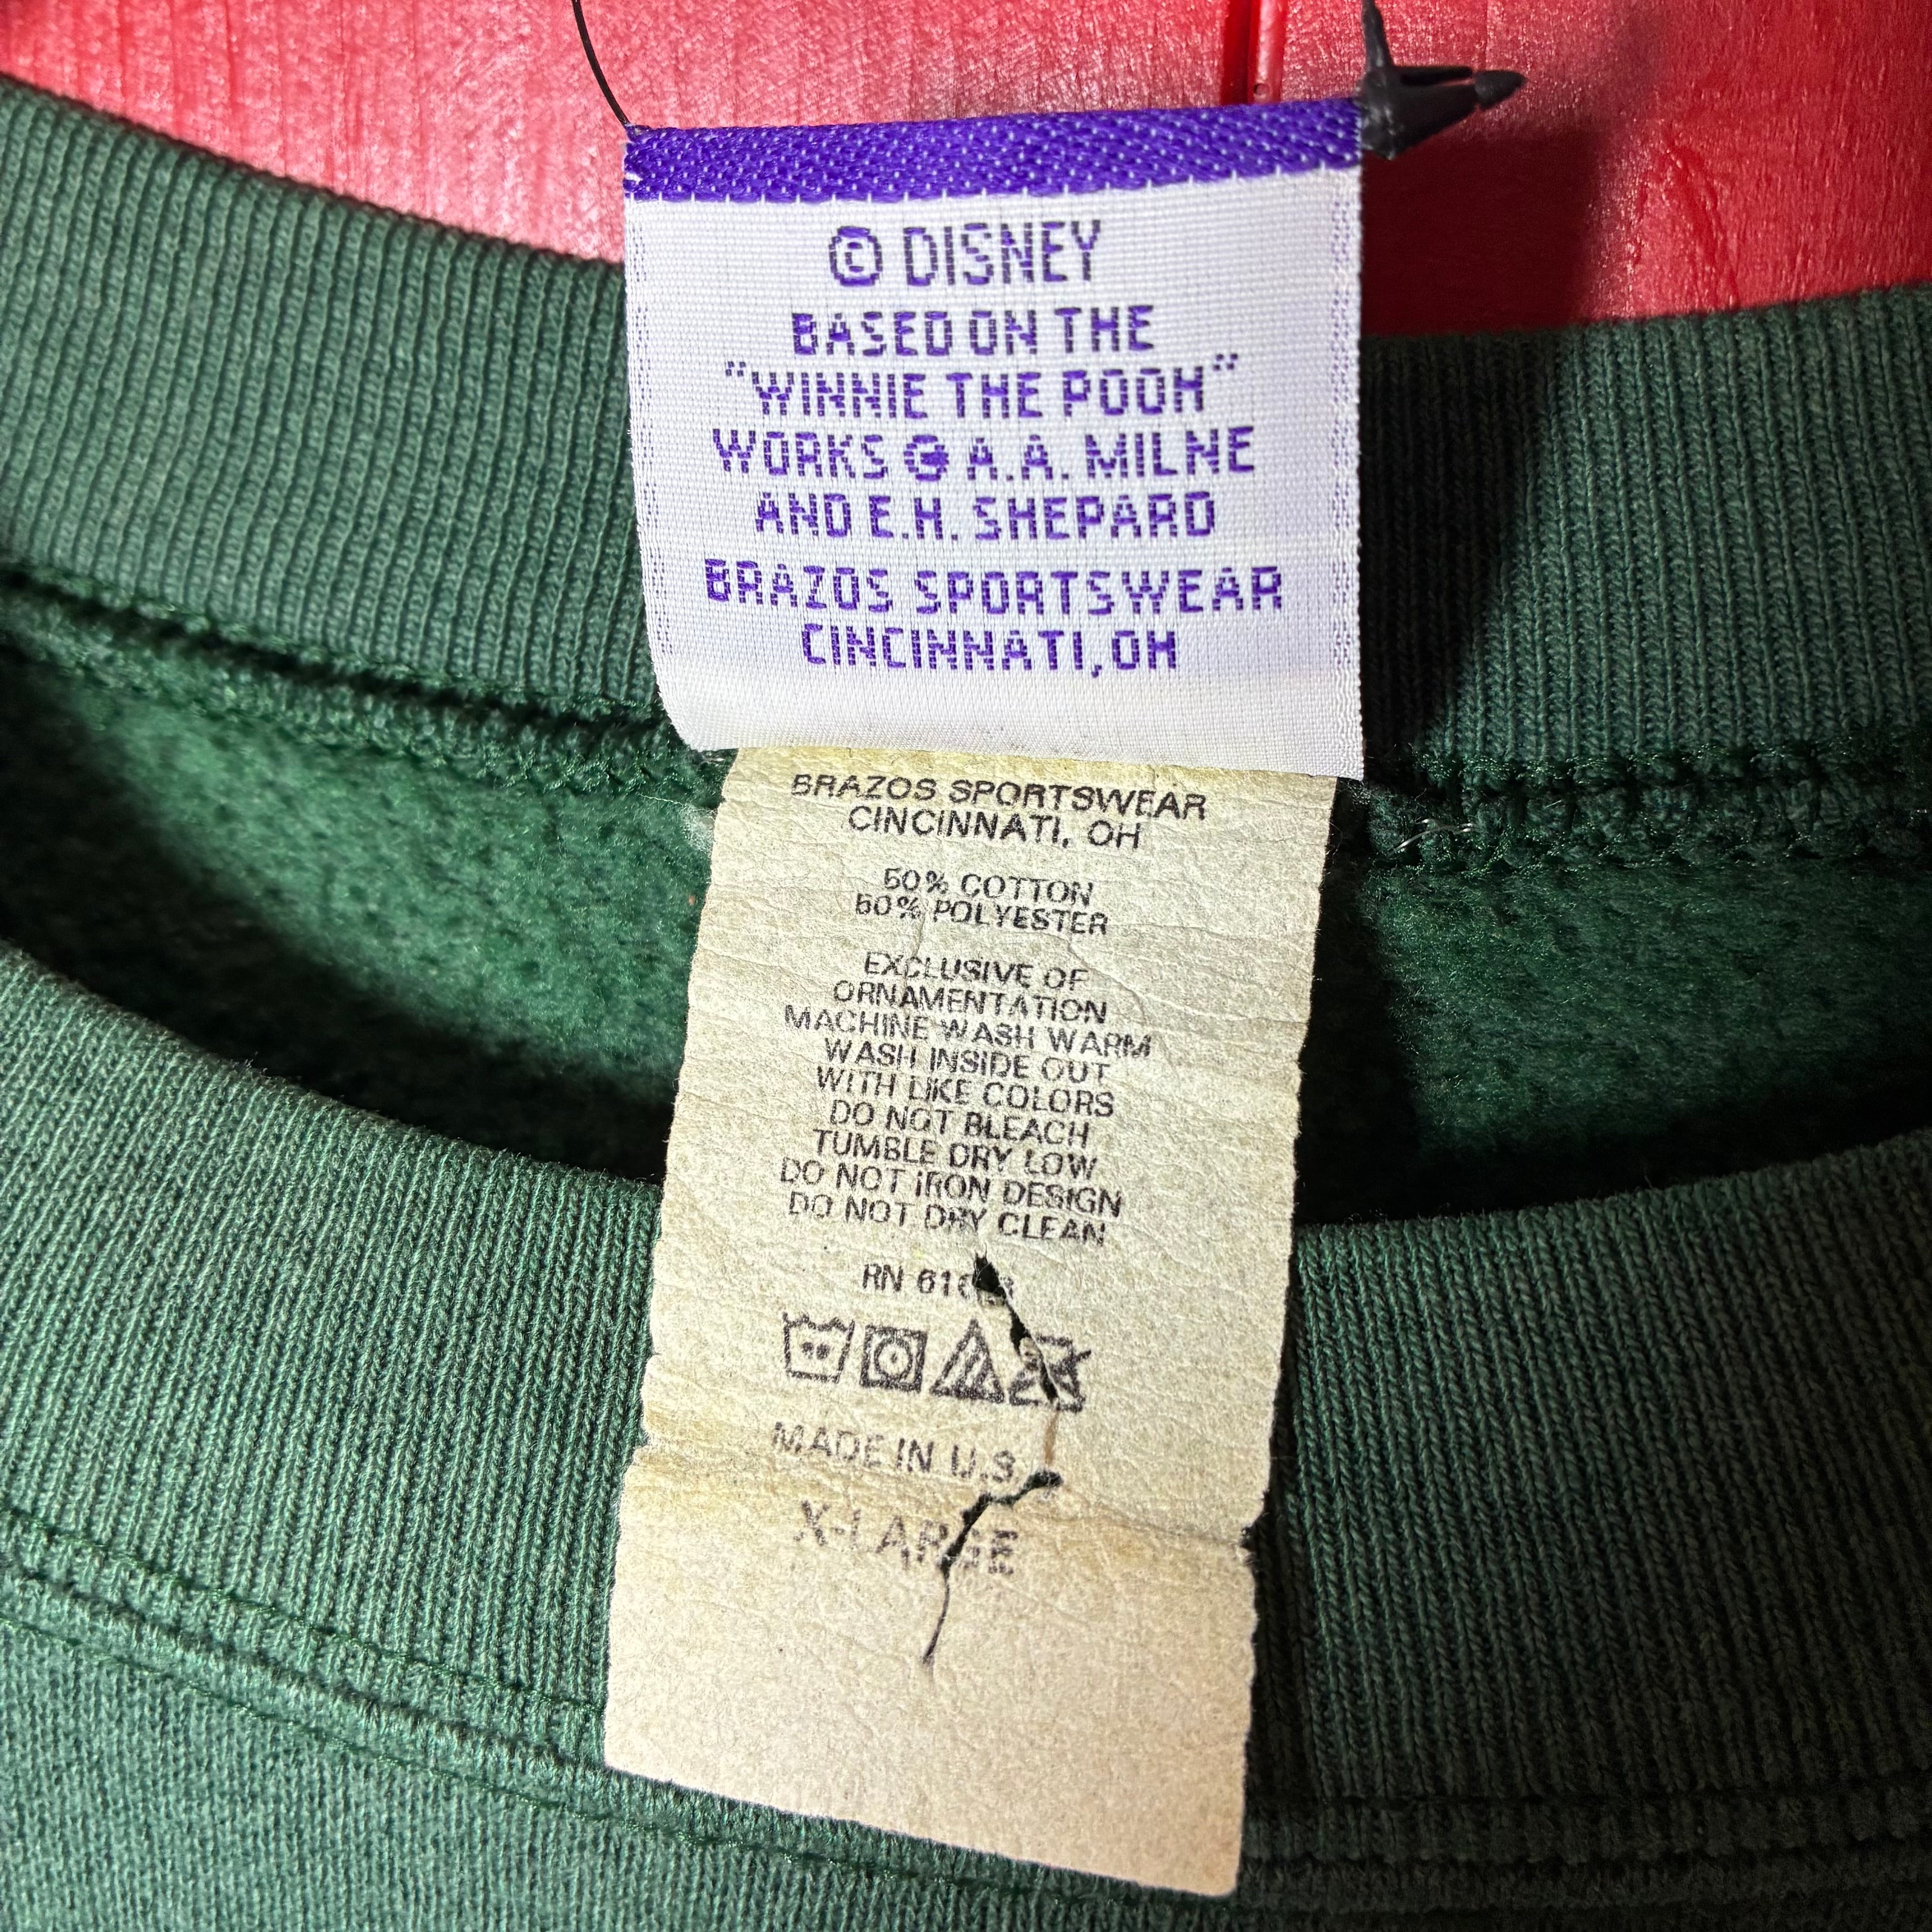 © DISNEY
BASED ON THE
"WINNIE THE POOH"
WORKS © A.A. MILNE
AND E.H. SHEPARD
BRAZOS SPORTSWEAR
CINCINNATI, OH
BRAZOS SPORTSWEAR
CINCINNATI, OH
50% COTTON
50% POLYESTER
EXCLUSIVE OF
ORNAMENTATION
MACHINE WASH WARM
WASH INSIDE OUT
WITH LIKE COLORS
DO NOT BLEACH
TUMBLE DRY LOW
DO NOT IRON DESIGN
DO NOT DRY CLEAN
RN
MADE IN U.S.
X-LARGE